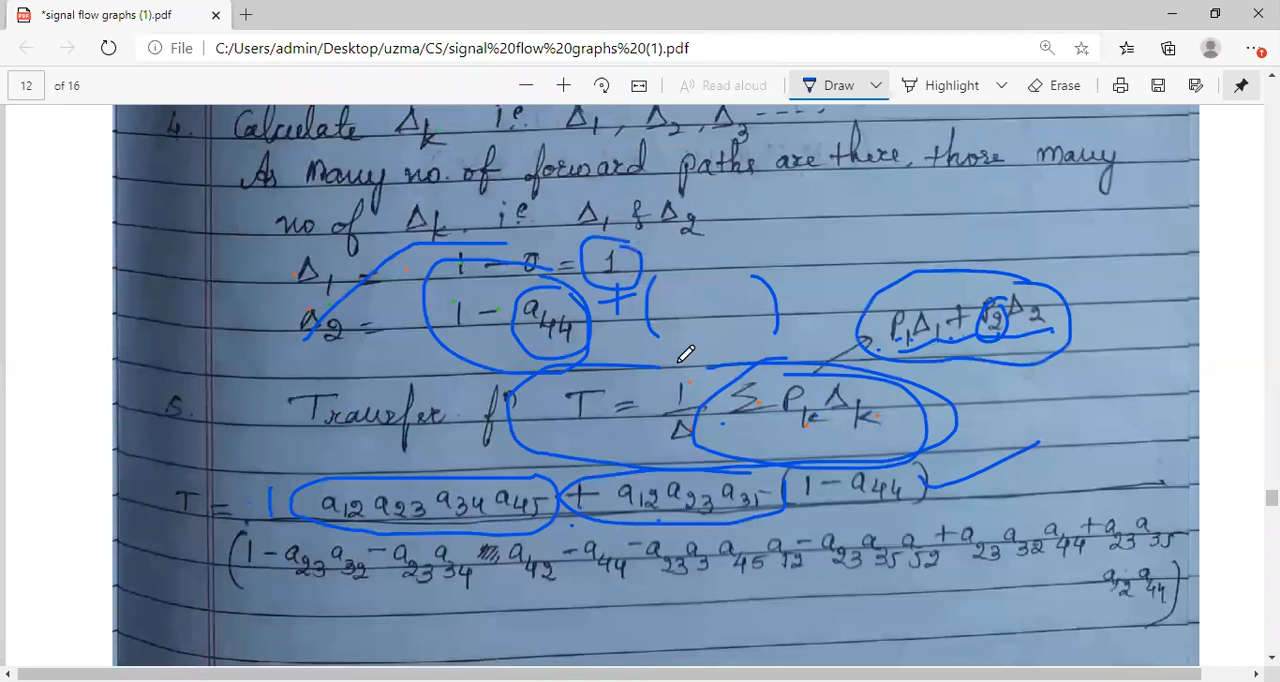 *signal flow graphs (1).pdf
File C:/Users/admin/Desktop/uzma/CS/signal%20flow%20graphs%20(1).pdf
12 of 16 Read aloud Draw Highlight Erase
4. Calculate Δk i.e Δ1, Δ2, Δ3 ----
As Many no. of forward paths are there, those many
no of Δk i.e. Δ1 & Δ2
Δ1 = 1 - 0 = 1
Δ2 = 1 - a44 + ( ) P1Δ1 + P2Δ2
5. Transfer fn T = 1/Δ Σ PkΔk
T = 1 a12 a23 a34 a45 + a12 a23 a35 (1 - a44)
(1 - a23 a32 - a23 a34 a42 - a44 - a23 a3 a45 a52 - a23 a35 a52 + a23 a32 a44 + a23 a35
a52 a44)